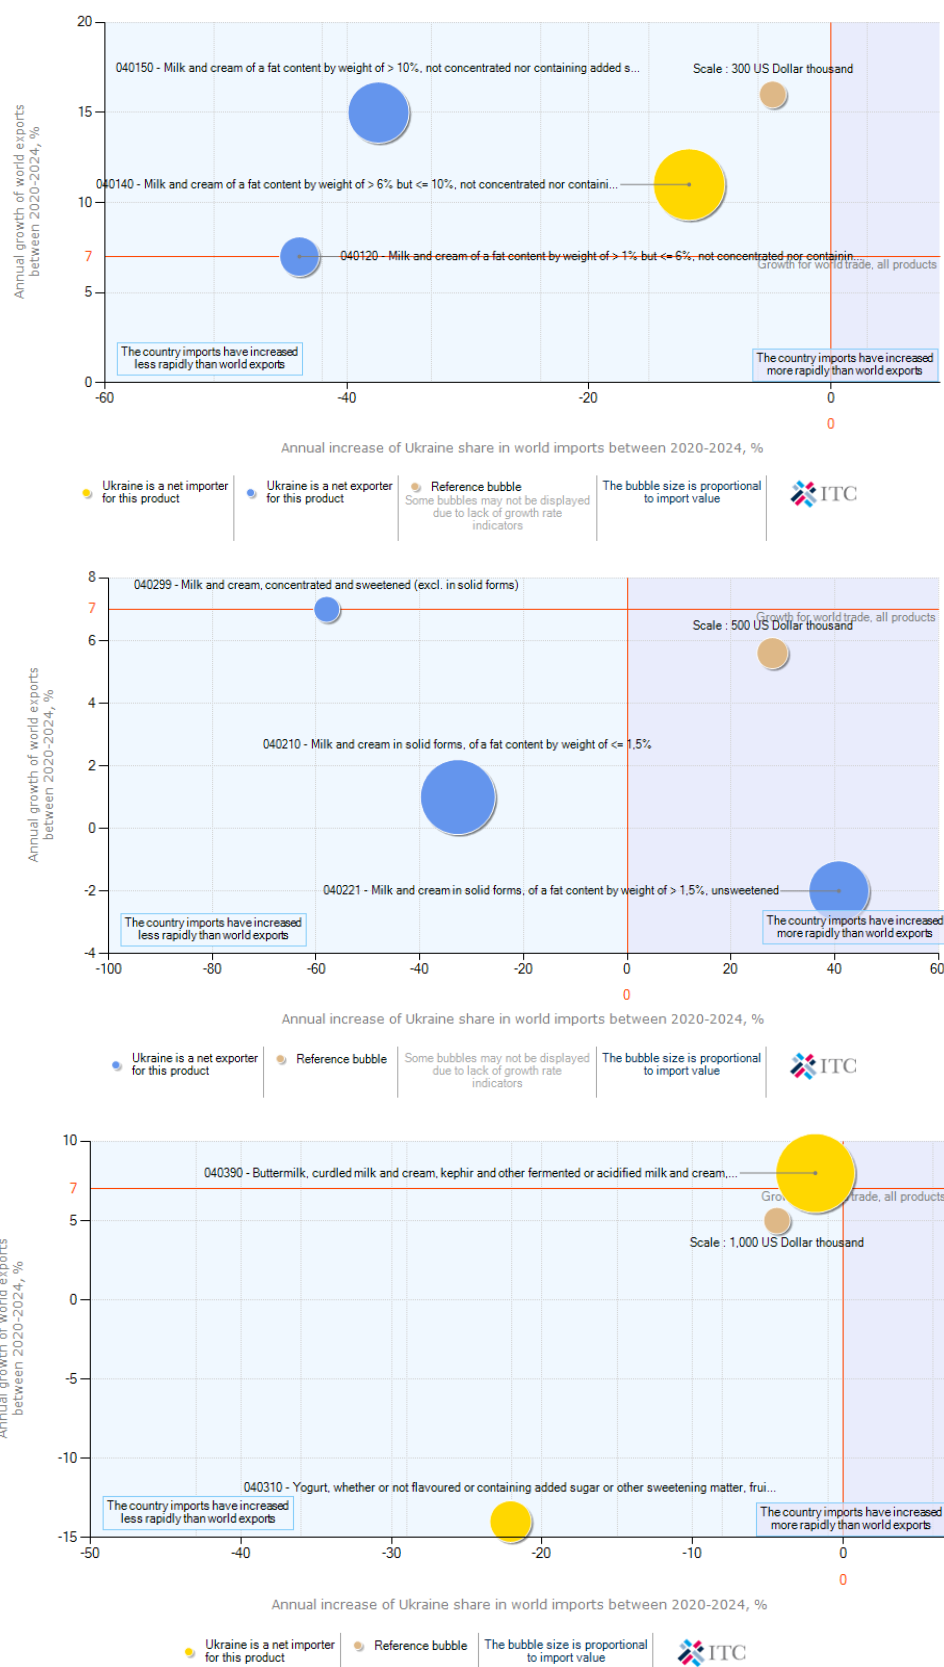 20
040150 - Milk and cream of a fat content by weight of > 10%, not concentrated nor containing added s...
Scale : 300 US Dollar thousand
15
040140 - Milk and cream of a fat content by weight of > 6% but <= 10%, not concentrated nor containi...
10
7
040120 - Milk and cream of a fat content by weight of > 1% but <= 6%, not concentrated nor containin...
Growth for world trade, all products
5
The country imports have increased
less rapidly than world exports
The country imports have increased
more rapidly than world exports
0
-60
-40
-20
0
0
Annual growth of world exports
between 2020-2024, %
Annual increase of Ukraine share in world imports between 2020-2024, %
Ukraine is a net importer
for this product
Ukraine is a net exporter
for this product
Reference bubble
Some bubbles may not be displayed
due to lack of growth rate
indicators
The bubble size is proportional
to import value
ITC
8
040299 - Milk and cream, concentrated and sweetened (excl. in solid forms)
7
Growth for world trade, all products
Scale : 500 US Dollar thousand
6
4
040210 - Milk and cream in solid forms, of a fat content by weight of <= 1,5%
2
0
-2
040221 - Milk and cream in solid forms, of a fat content by weight of > 1,5%, unsweetened
The country imports have increased
less rapidly than world exports
The country imports have increased
more rapidly than world exports
-4
-100
-80
-60
-40
-20
0
20
40
60
0
Annual growth of world exports
between 2020-2024, %
Annual increase of Ukraine share in world imports between 2020-2024, %
Ukraine is a net exporter
for this product
Reference bubble
Some bubbles may not be displayed
due to lack of growth rate
indicators
The bubble size is proportional
to import value
ITC
10
040390 - Buttermilk, curdled milk and cream, kephir and other fermented or acidified milk and cream,...
7
trade, all products
5
Scale : 1,000 US Dollar thousand
0
-5
-10
040310 - Yogurt, whether or not flavoured or containing added sugar or other sweetening matter, frui...
The country imports have increased
less rapidly than world exports
The country imports have increased
more rapidly than world exports
-15
-50
-40
-30
-20
-10
0
0
Annual growth of world exports
between 2020-2024, %
Annual increase of Ukraine share in world imports between 2020-2024, %
Ukraine is a net importer
for this product
Reference bubble
The bubble size is proportional
to import value
ITC